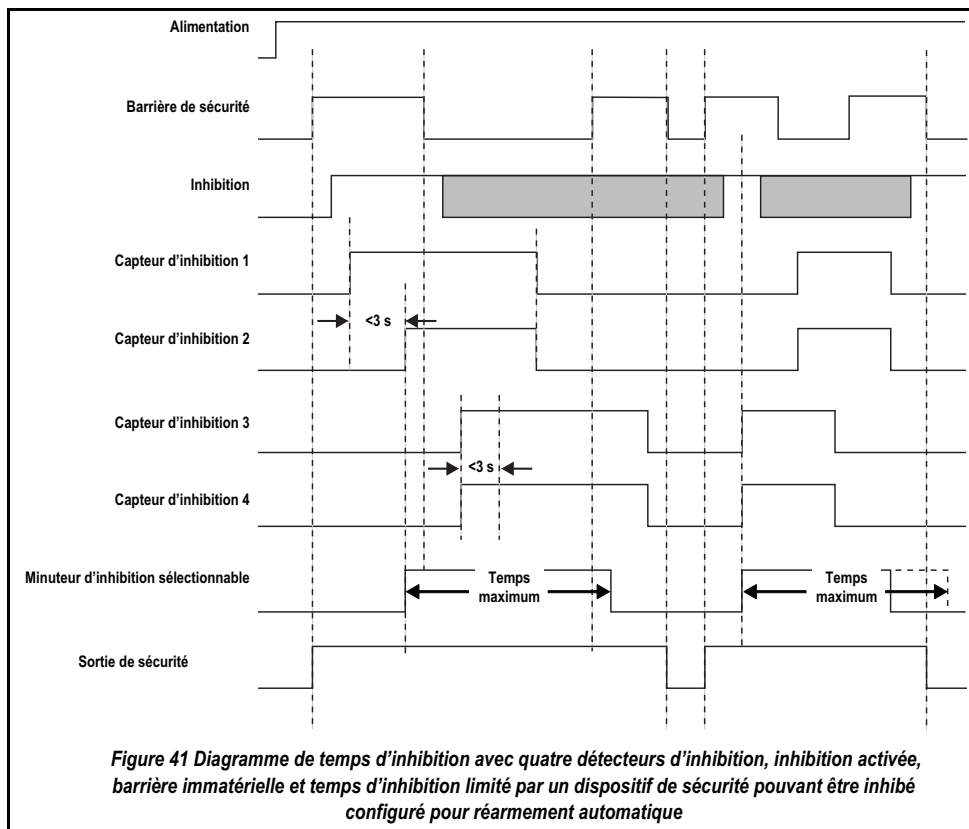 Alimentation
Barrière de sécurité
Inhibition
Capteur d'inhibition 1
<3 s
Capteur d'inhibition 2
Capteur d'inhibition 3
<3 s
Capteur d'inhibition 4
Minuteur d'inhibition sélectionnable
Temps
maximum
Temps
maximum
Sortie de sécurité
Figure 41 Diagramme de temps d'inhibition avec quatre détecteurs d'inhibition, inhibition activée,
barrière immatérielle et temps d'inhibition limité par un dispositif de sécurité pouvant être inhibé
configuré pour réarmement automatique